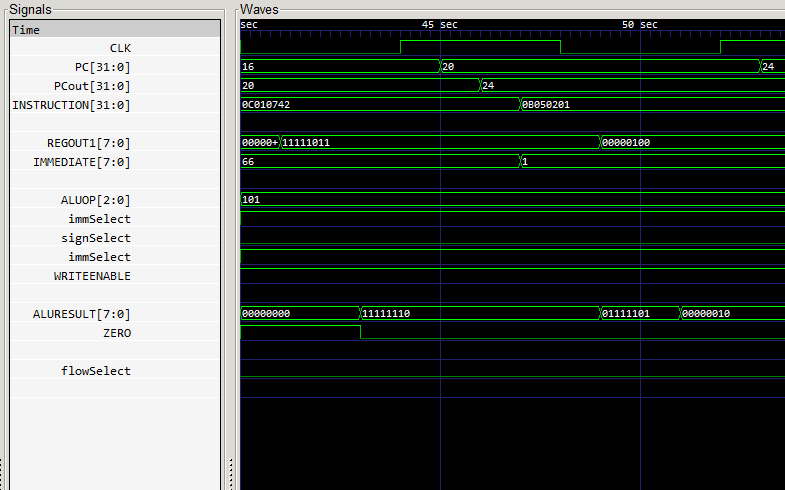 Signals
Waves
Time
sec
45 sec
50 sec
CLK
PC[31:0]
16
20
24
PCout[31:0]
20
24
INSTRUCTION[31:0]
0C010742
0B050201
REGOUT1[7:0]
00000+
11111011
00000100
IMMEDIATE[7:0]
66
1
ALUOP[2:0]
101
immSelect
signSelect
immSelect
WRITEENABLE
ALURESULT[7:0]
00000000
11111110
01111101
00000010
ZERO
flowSelect